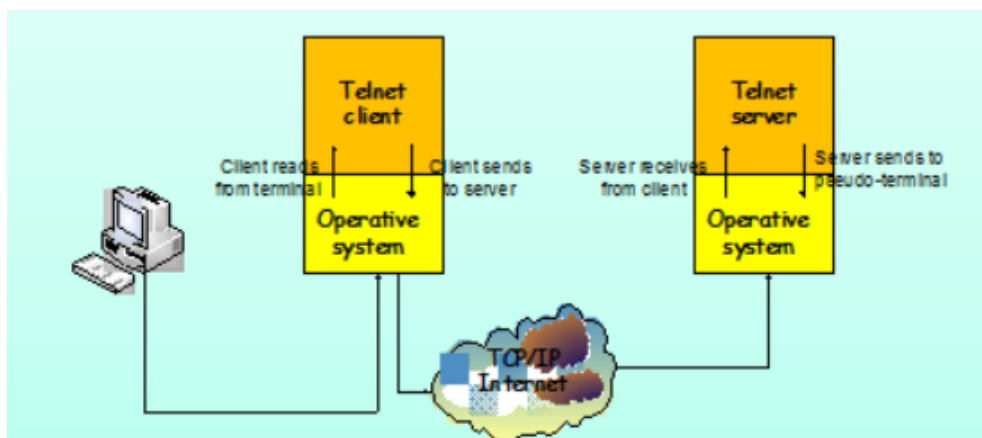 Telnet
client
Client reads
from terminal
Client sends
to server
Operative
system
Telnet
server
Server receives
from client
Server sends to
pseudo-terminal
Operative
system
TCP/IP
Internet